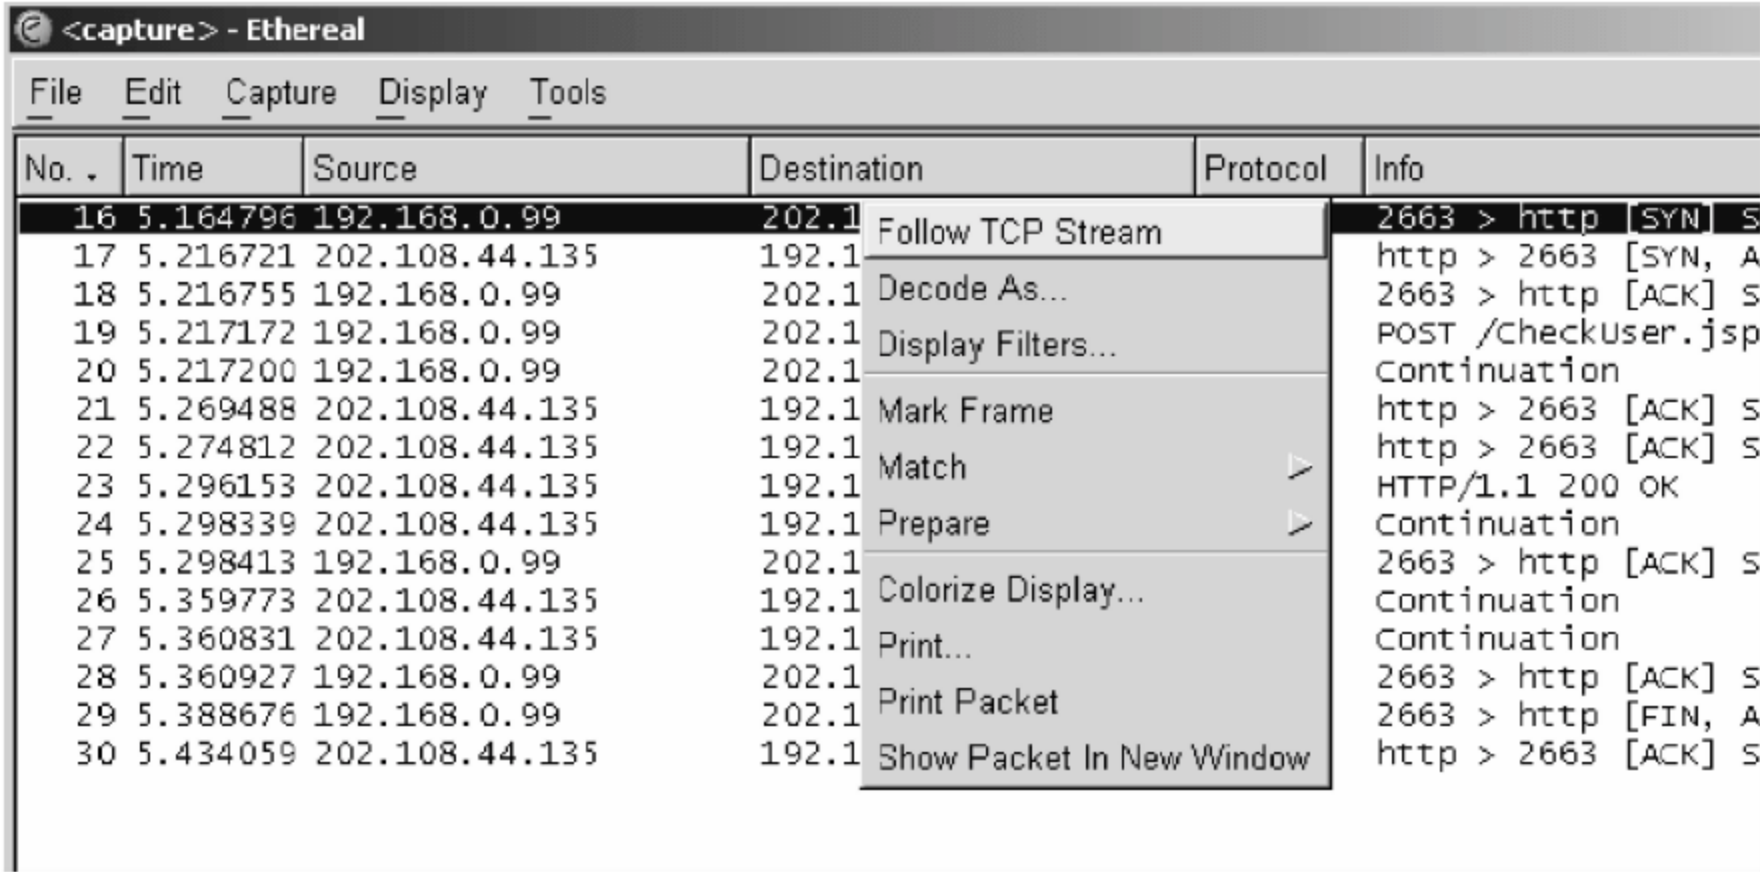 <capture> - Ethereal
File Edit Capture Display Tools
No. . Time Source Destination Protocol Info
16 5.164796 192.168.0.99 202.1 2663 > http [SYN] S
17 5.216721 202.108.44.135 192.1 http > 2663 [SYN, A
18 5.216755 192.168.0.99 202.1 2663 > http [ACK] S
19 5.217172 192.168.0.99 202.1 POST /CheckUser.jsp
20 5.217200 192.168.0.99 202.1 Continuation
21 5.269488 202.108.44.135 192.1 http > 2663 [ACK] S
22 5.274812 202.108.44.135 192.1 http > 2663 [ACK] S
23 5.296153 202.108.44.135 192.1 HTTP/1.1 200 OK
24 5.298339 202.108.44.135 192.1 Continuation
25 5.298413 192.168.0.99 202.1 2663 > http [ACK] S
26 5.359773 202.108.44.135 192.1 Continuation
27 5.360831 202.108.44.135 192.1 Continuation
28 5.360927 192.168.0.99 202.1 2663 > http [ACK] S
29 5.388676 192.168.0.99 202.1 2663 > http [FIN, A
30 5.434059 202.108.44.135 192.1 http > 2663 [ACK] S
Follow TCP Stream
Decode As...
Display Filters...
Mark Frame
Match
Prepare
Colorize Display...
Print...
Print Packet
Show Packet In New Window